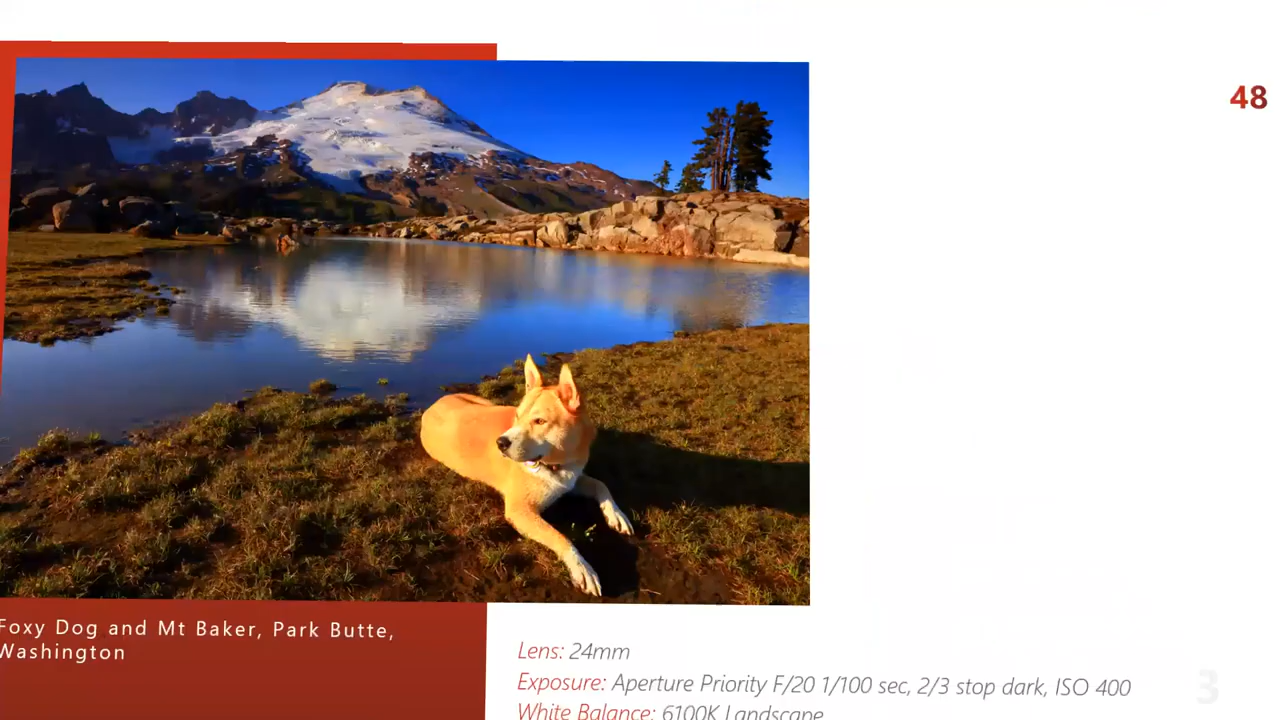 48
Foxy Dog and Mt Baker, Park Butte,
Washington
Lens: 24mm
Exposure: Aperture Priority F/20 1/100 sec, 2/3 stop dark, ISO 400
White Balance: 6100K Landscape
3